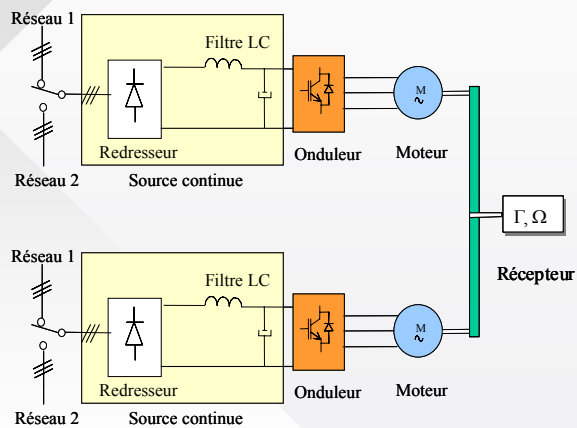 Réseau 1
Filtre LC
M
~
Redresseur
Onduleur
Moteur
Réseau 2
Source continue
Γ, Ω
Récepteur
Réseau 1
Filtre LC
M
~
Redresseur
Onduleur
Moteur
Réseau 2
Source continue